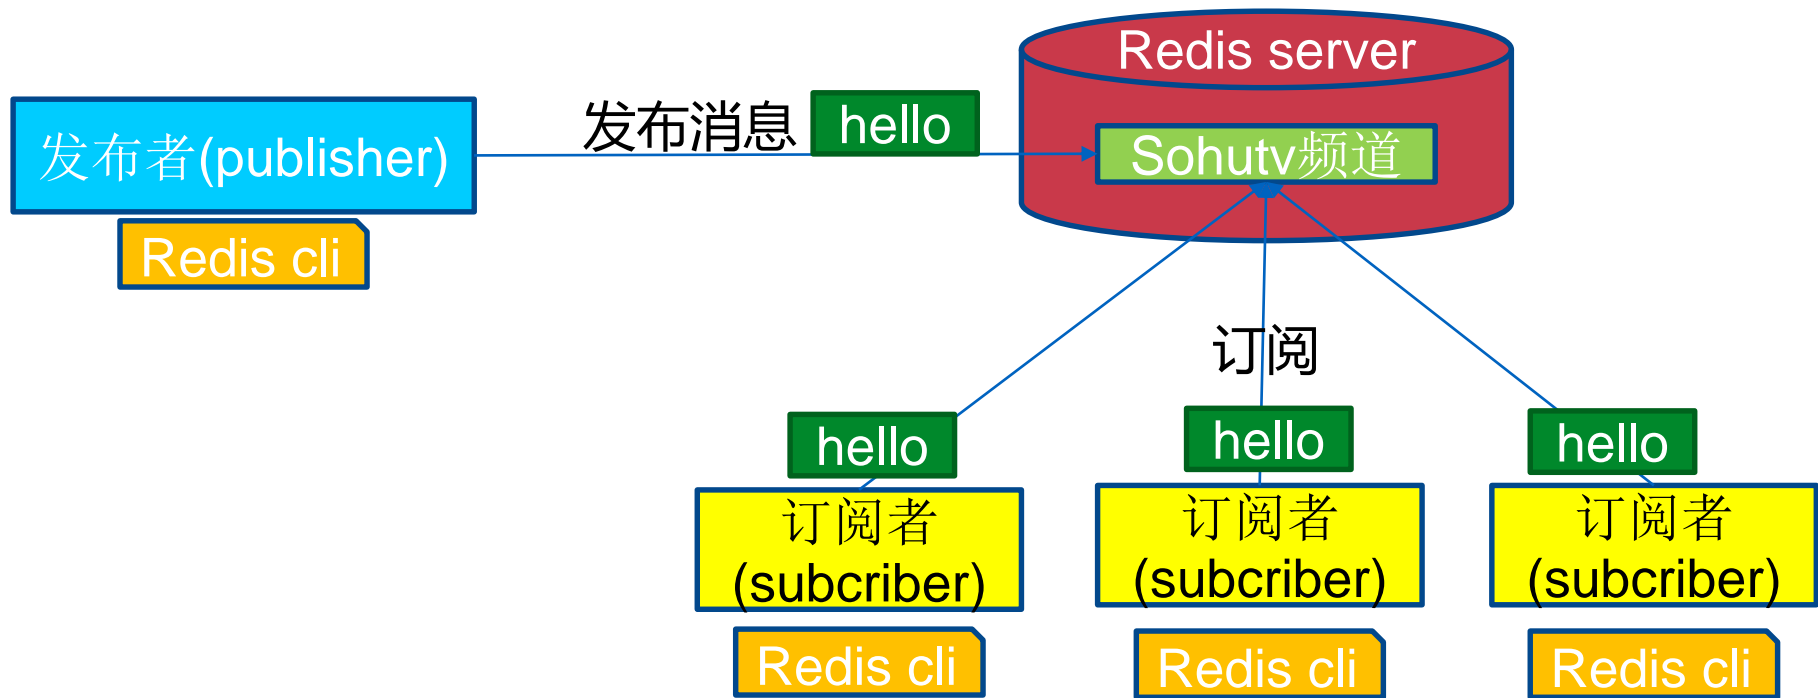 Redis server
发布者(publisher)
发布消息
hello
Sohutv频道
Redis cli
订阅
hello
hello
hello
订阅者
(subcriber)
订阅者
(subcriber)
订阅者
(subcriber)
Redis cli
Redis cli
Redis cli